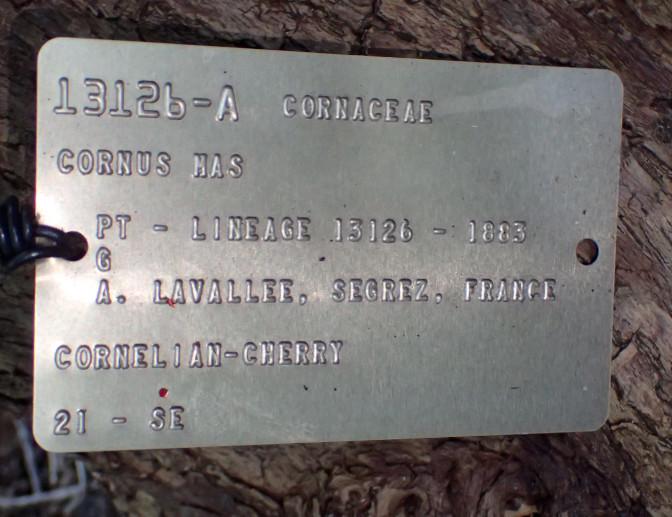 13126-A CORNACEAE
CORNUS MAS
PT - LINEAGE 13126 - 1883
G
A. LAVALLEE, SEGREZ, FRANCE
CORNELIAN-CHERRY
21 - SE